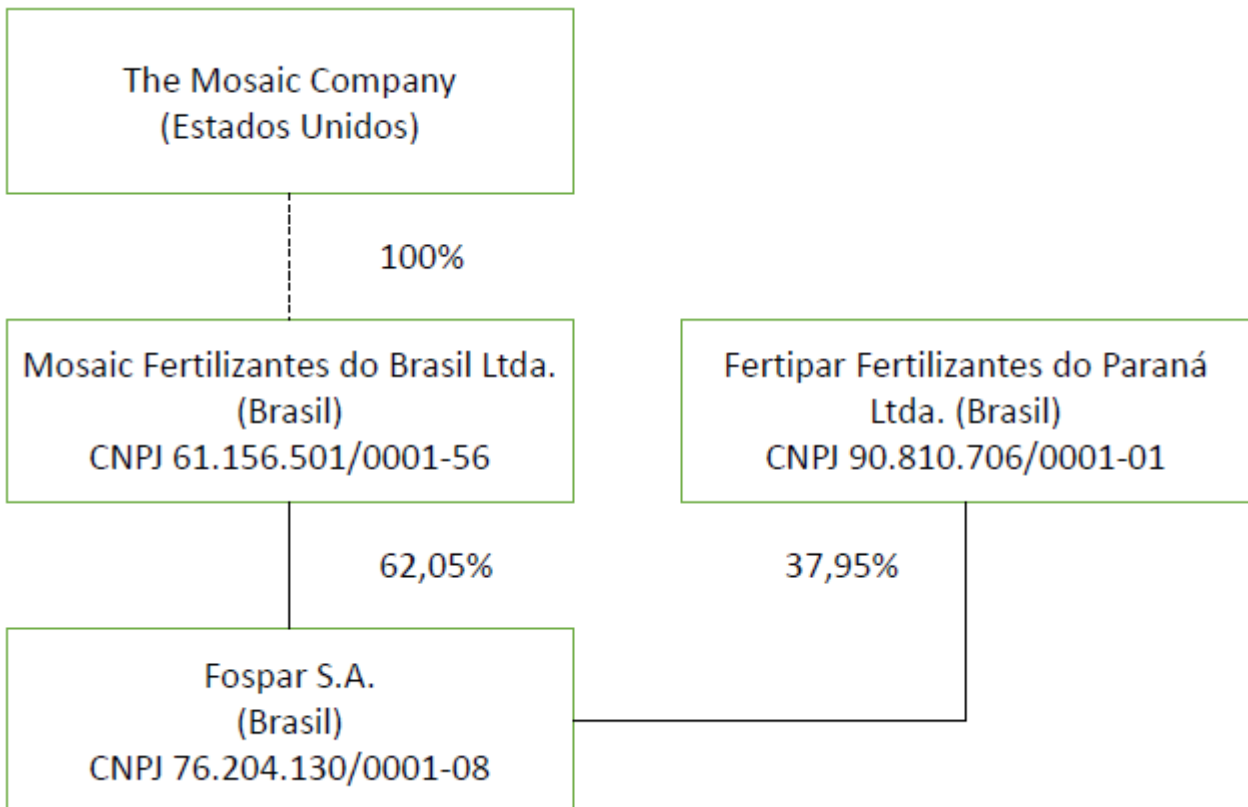 The Mosaic Company
(Estados Unidos)
100%
Mosaic Fertilizantes do Brasil Ltda.
(Brasil)
CNPJ 61.156.501/0001-56
Fertipar Fertilizantes do Paraná
Ltda. (Brasil)
CNPJ 90.810.706/0001-01
62,05%
37,95%
Fospar S.A.
(Brasil)
CNPJ 76.204.130/0001-08